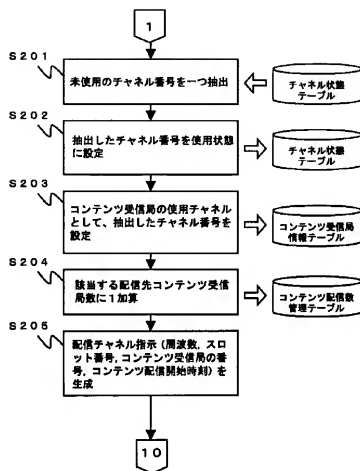 1
S201
未使用のチャネル番号を一つ抽出
チャネル状態
テーブル
S202
抽出したチャネル番号を使用状態
に設定
チャネル状態
テーブル
S203
コンテンツ受信局の使用チャネル
として、抽出したチャネル番号を
設定
コンテンツ受信局
情報テーブル
S204
該当する配信先コンテンツ受信
局数に1加算
コンテンツ配信数
管理テーブル
S205
配信チャネル指示(周波数, スロ
ット番号, コンテンツ受信局の番
号, コンテンツ配信開始時刻)を
生成
10